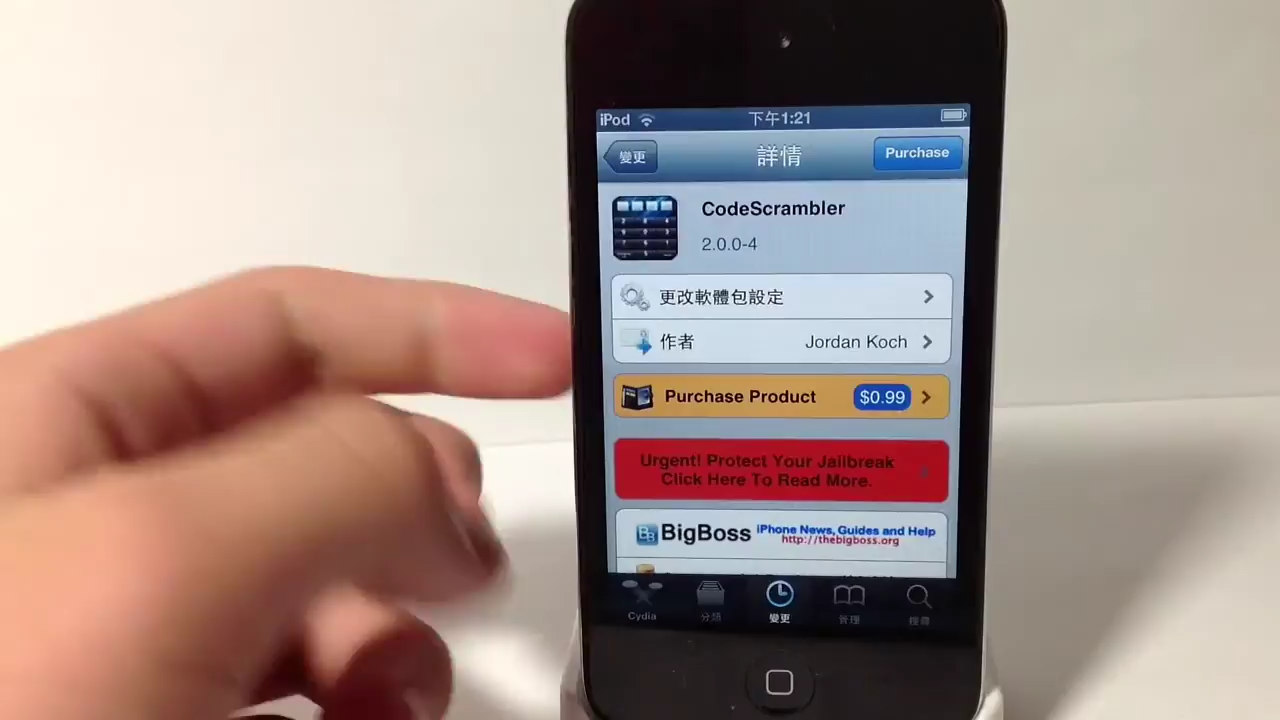 iPod 下午1:21
變更 詳情 Purchase
CodeScrambler
2.0.0-4
更改軟體包設定
作者 Jordan Koch
Purchase Product $0.99
Urgent! Protect Your Jailbreak
Click Here To Read More.
BigBoss iPhone News, Guides and Help
http://thebigboss.org
Cydia 分類 變更 管理 搜尋